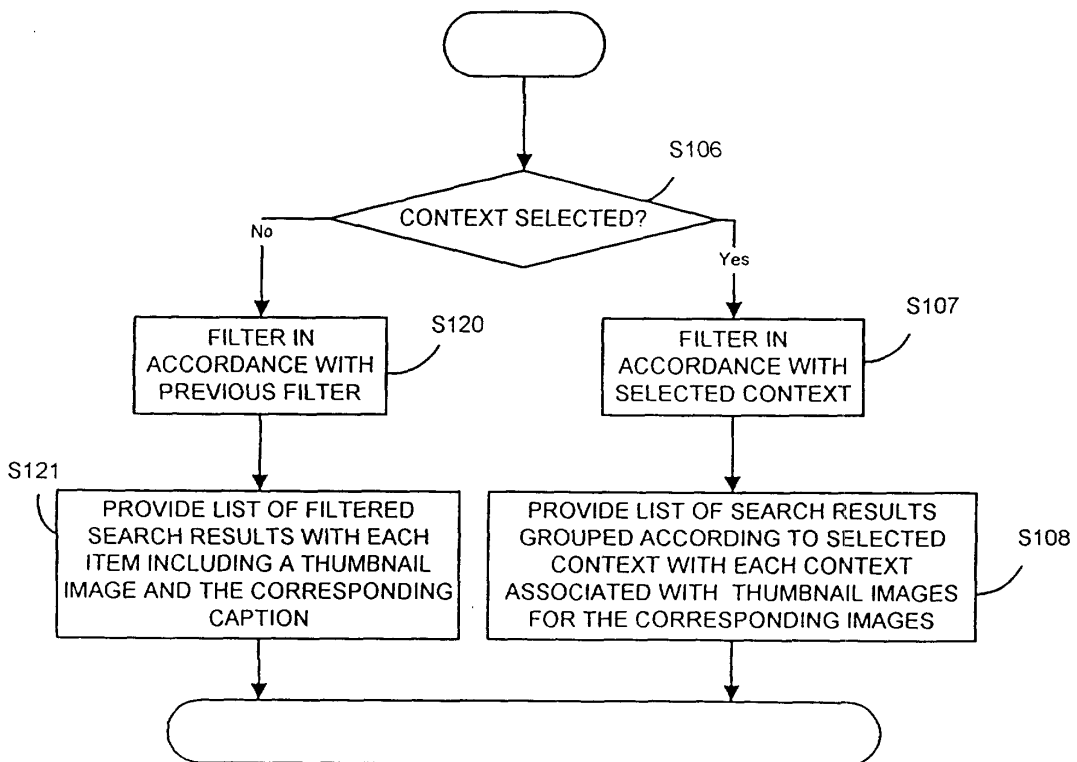 S106
CONTEXT SELECTED?
No
Yes
S120
FILTER IN
ACCORDANCE WITH
PREVIOUS FILTER
S107
FILTER IN
ACCORDANCE WITH
SELECTED CONTEXT
S121
PROVIDE LIST OF FILTERED
SEARCH RESULTS WITH EACH
ITEM INCLUDING A THUMBNAIL
IMAGE AND THE CORRESPONDING
CAPTION
PROVIDE LIST OF SEARCH RESULTS
GROUPED ACCORDING TO SELECTED
CONTEXT WITH EACH CONTEXT
ASSOCIATED WITH THUMBNAIL IMAGES
FOR THE CORRESPONDING IMAGES
S108